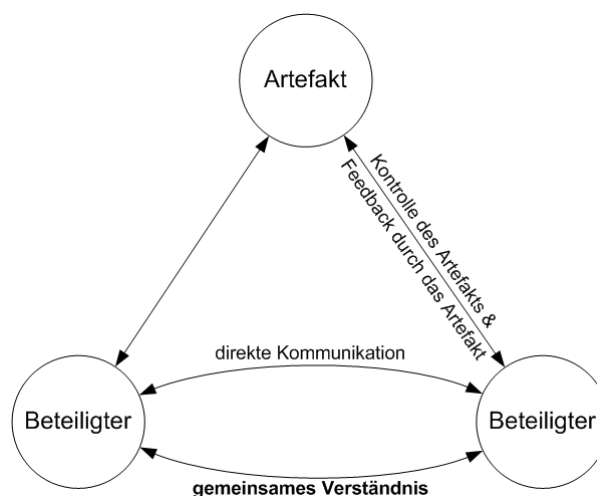 Artefakt
Kontrolle des Artefakts &
Feedback durch das Artefakt
direkte Kommunikation
Beteiligter
Beteiligter
gemeinsames Verständnis